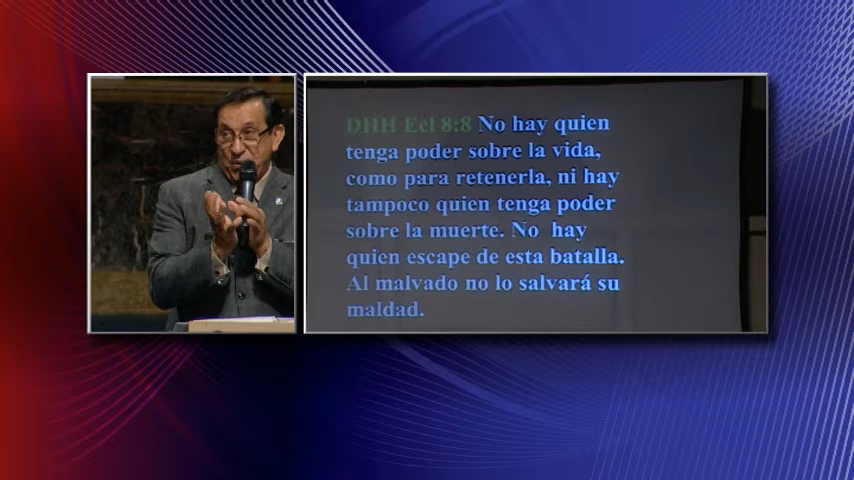 DHH Ecl 8:8 No hay quien
tenga poder sobre la vida,
como para retenerla, ni hay
tampoco quien tenga poder
sobre la muerte. No hay
quien escape de esta batalla.
Al malvado no lo salvará su
maldad.